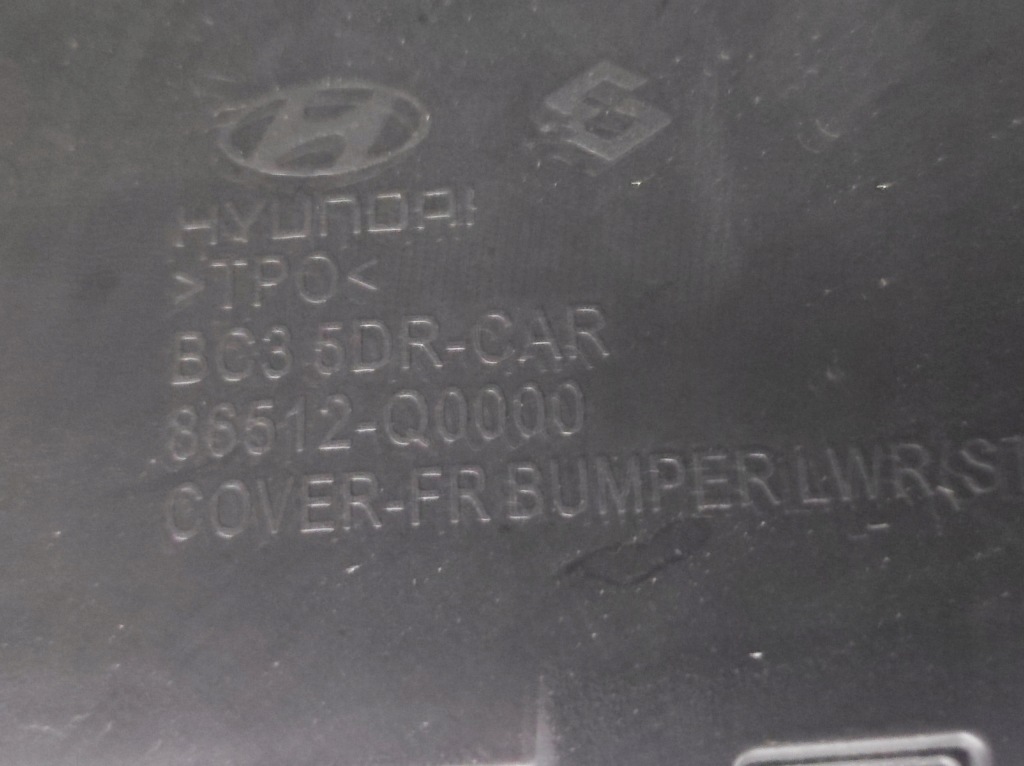 HYUNDAI
>TPO<
BC3 5DR-CAR
86512-Q0000
COVER-FR BUMPER LWR(ST